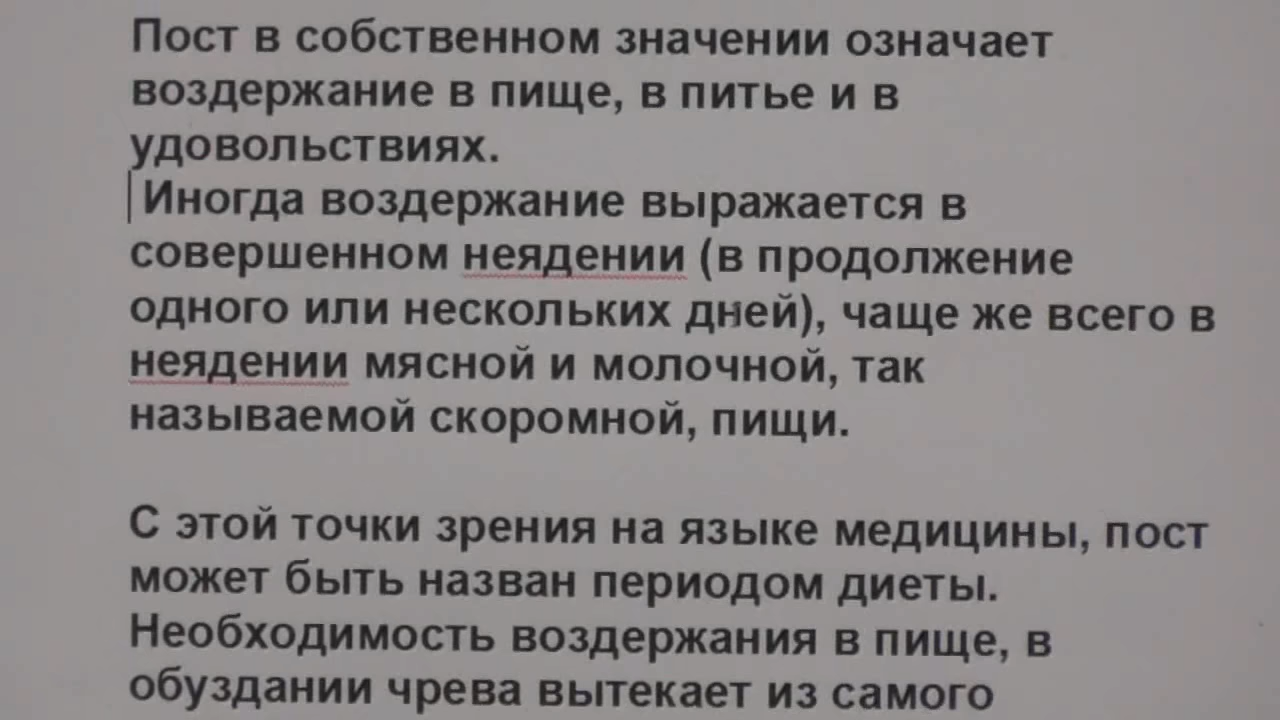 Пост в собственном значении означает
воздержание в пище, в питье и в
удовольствиях.
Иногда воздержание выражается в
совершенном неядении (в продолжение
одного или нескольких дней), чаще же всего в
неядении мясной и молочной, так
называемой скоромной, пищи.
С этой точки зрения на языке медицины, пост
может быть назван периодом диеты.
Необходимость воздержания в пище, в
обуздании чрева вытекает из самого